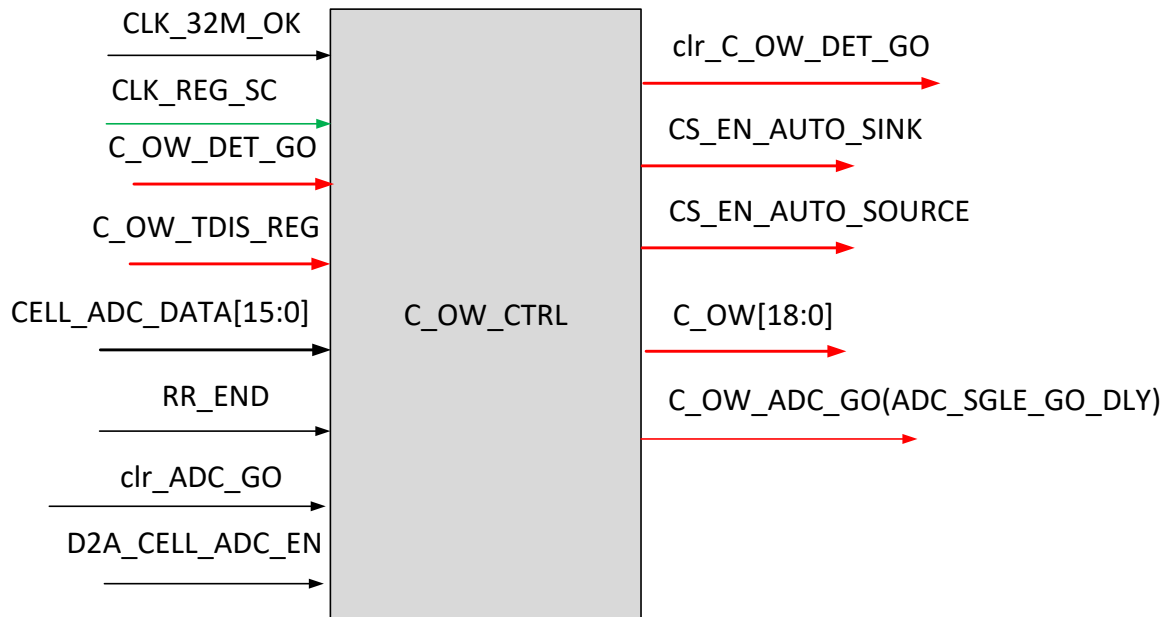 CLK_32M_OK
CLK_REG_SC
C_OW_DET_GO
C_OW_TDIS_REG
CELL_ADC_DATA[15:0]
RR_END
clr_ADC_GO
D2A_CELL_ADC_EN
C_OW_CTRL
clr_C_OW_DET_GO
CS_EN_AUTO_SINK
CS_EN_AUTO_SOURCE
C_OW[18:0]
C_OW_ADC_GO(ADC_SGLE_GO_DLY)